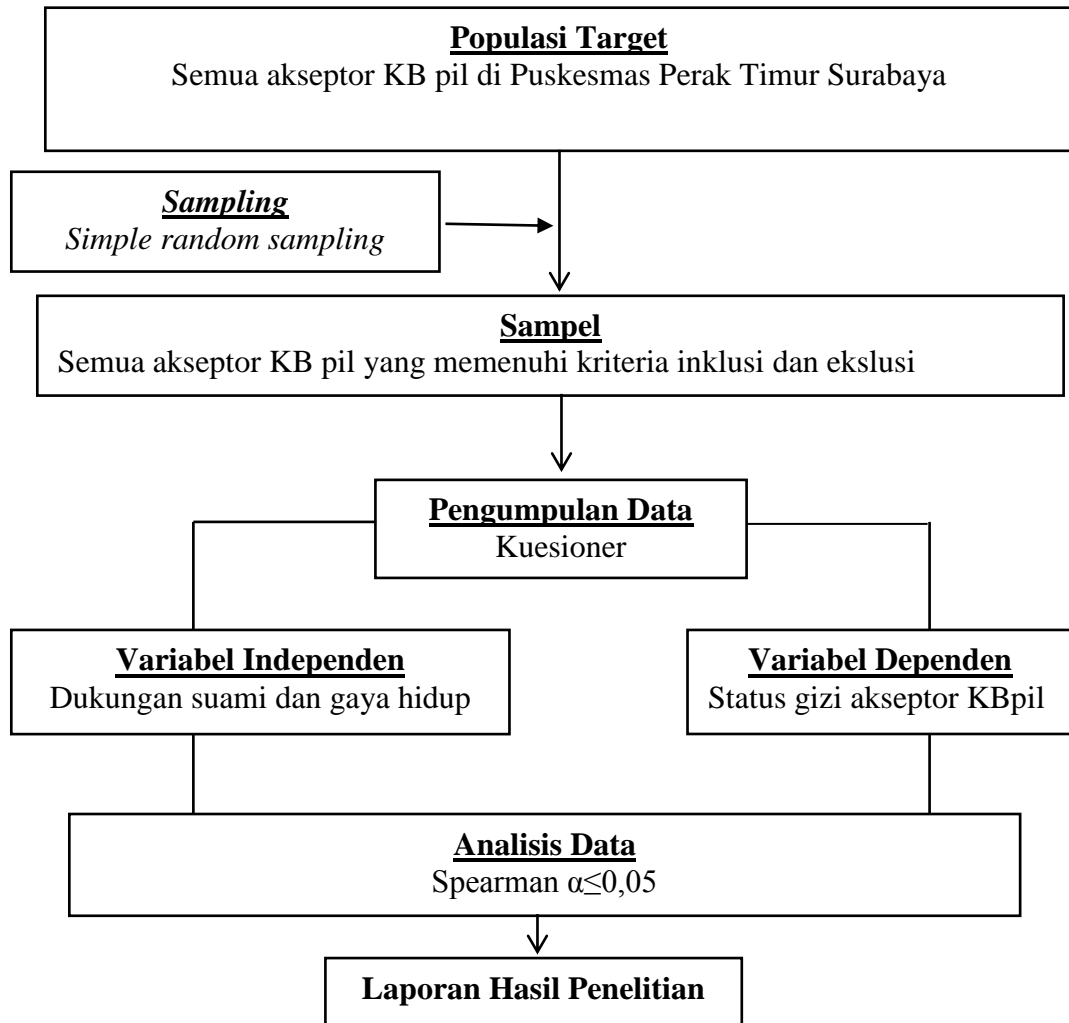 Populasi Target
Semua akseptor KB pil di Puskesmas Perak Timur Surabaya
Sampling
Simple random sampling
Sampel
Semua akseptor KB pil yang memenuhi kriteria inklusi dan ekslusi
Pengumpulan Data
Kuesioner
Variabel Independen
Dukungan suami dan gaya hidup
Variabel Dependen
Status gizi akseptor KBpil
Analisis Data
Spearman α≤0,05
Laporan Hasil Penelitian